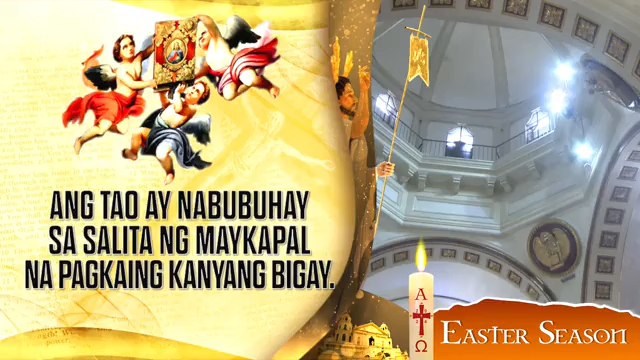 ANG TAO AY NABUBUHAY
SA SALITA NG MAYKAPAL
NA PAGKAING KANYANG BIGAY.
Α
Ω
EASTER SEASON